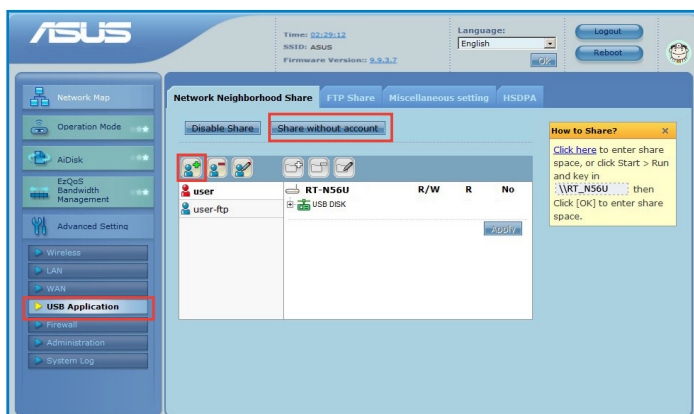 ASUS
Time: 02:29:12
SSID: ASUS
Firmware Version: 9.9.3.7
Language:
English
OK
Logout
Reboot
Network Map
Operation Mode
AiDisk
EzQoS
Bandwidth
Management
Advanced Setting
Wireless
LAN
WAN
USB Application
Firewall
Administration
System Log
Network Neighborhood Share
FTP Share
Miscellaneous setting
HSDPA
Disable Share
Share without account
user
user-ftp
RT-N56U R/W R No
USB DISK
Apply
How to Share? X
Click here to enter share
space, or click Start > Run
and key in
\\RT_N56U then
Click [OK] to enter share
space.